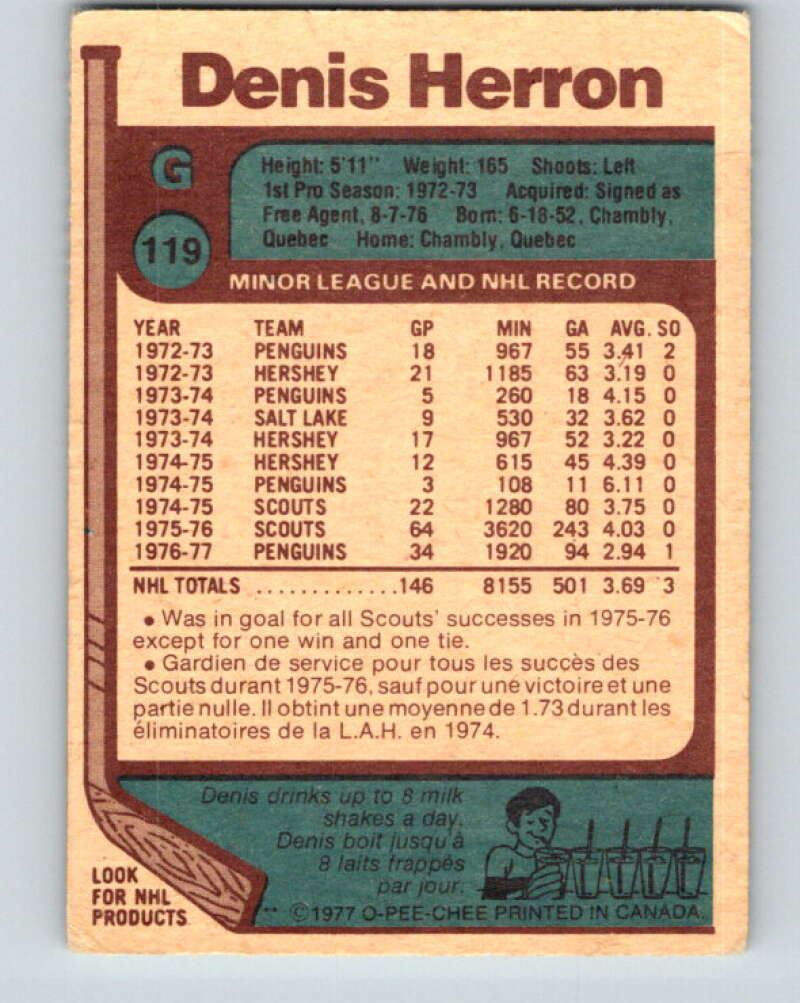 Denis Herron
G
119
Height: 5'11" Weight: 165 Shoots: Left
1st Pro Season: 1972-73 Acquired: Signed as
Free Agent, 8-7-76 Born: 6-18-52, Chambly,
Quebec Home: Chambly, Quebec
MINOR LEAGUE AND NHL RECORD
YEAR TEAM GP MIN GA AVG. SO
1972-73 PENGUINS 18 967 55 3.41 2
1972-73 HERSHEY 21 1185 63 3.19 0
1973-74 PENGUINS 5 260 18 4.15 0
1973-74 SALT LAKE 9 530 32 3.62 0
1973-74 HERSHEY 17 967 52 3.22 0
1974-75 HERSHEY 12 615 45 4.39 0
1974-75 PENGUINS 3 108 11 6.11 0
1974-75 SCOUTS 22 1280 80 3.75 0
1975-76 SCOUTS 64 3620 243 4.03 0
1976-77 PENGUINS 34 1920 94 2.94 1
NHL TOTALS .............146 8155 501 3.69 3
• Was in goal for all Scouts' successes in 1975-76
except for one win and one tie.
• Gardien de service pour tous les succès des
Scouts durant 1975-76, sauf pour une victoire et une
partie nulle. Il obtint une moyenne de 1.73 durant les
éliminatoires de la L.A.H. en 1974.
Denis drinks up to 8 milk
shakes a day.
Denis boit jusqu'à
8 laits frappés
par jour.
LOOK
FOR NHL
PRODUCTS
©1977 O-PEE-CHEE PRINTED IN CANADA.